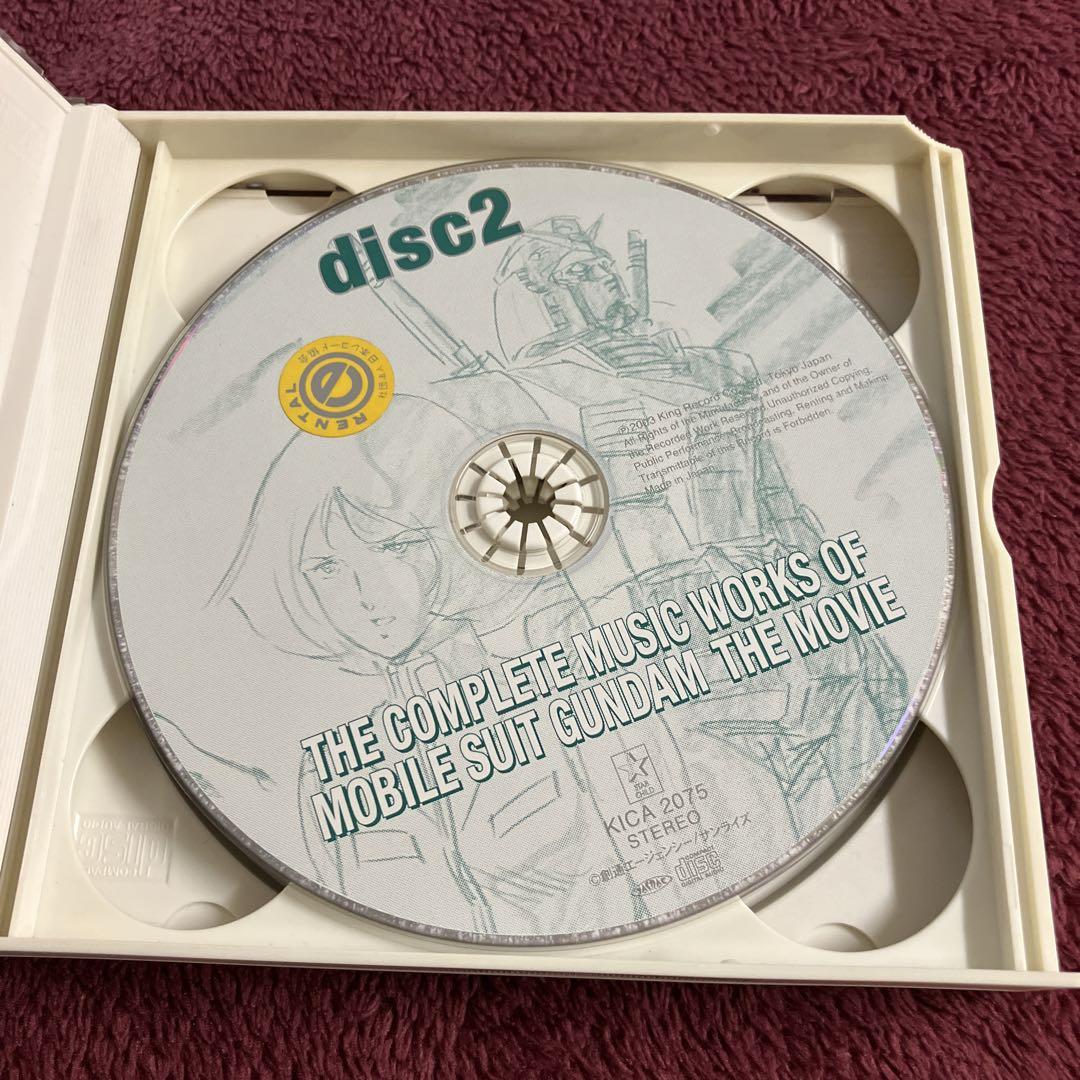 disc2
日本レコード協会
RENTAL
℗2003 King Record Tokyo Japan
All Rights of the and of the Owner of
the Recorded Work Reserved Unauthorized Copying,
Public Performance, Broadcasting, Renting and Making
Transmittable of this Record is Forbidden.
Made in Japan
THE COMPLETE MUSIC WORKS OF
MOBILE SUIT GUNDAM THE MOVIE
STAR
CHILD
KICA 2075
STEREO
©創通エージェンシー/サンライズ
JASRAC
COMPACT
disc
DIGITAL AUDIO